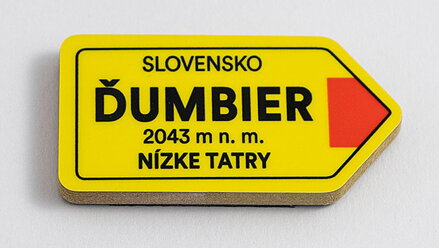 SLOVENSKO
ĎUMBIER
2043 m n. m.
NÍZKE TATRY